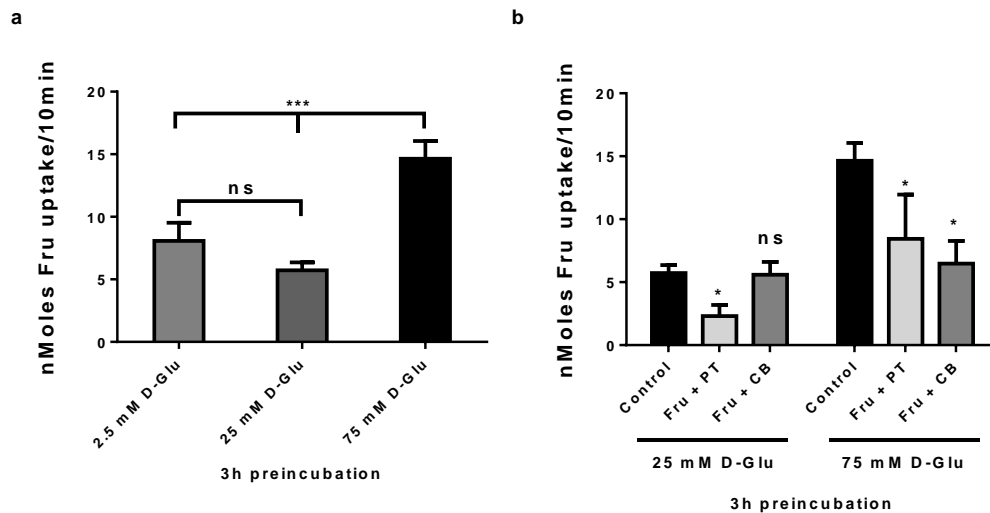 a
nMoles Fru uptake/10min
20
15
10
5
0
***
ns
2.5 mM D-Glu
25 mM D-Glu
75 mM D-Glu
3h preincubation
b
nMoles Fru uptake/10min
20
15
10
5
0
*
ns
*
*
Control
Fru + PT
Fru + CB
Control
Fru + PT
Fru + CB
25 mM D-Glu
75 mM D-Glu
3h preincubation